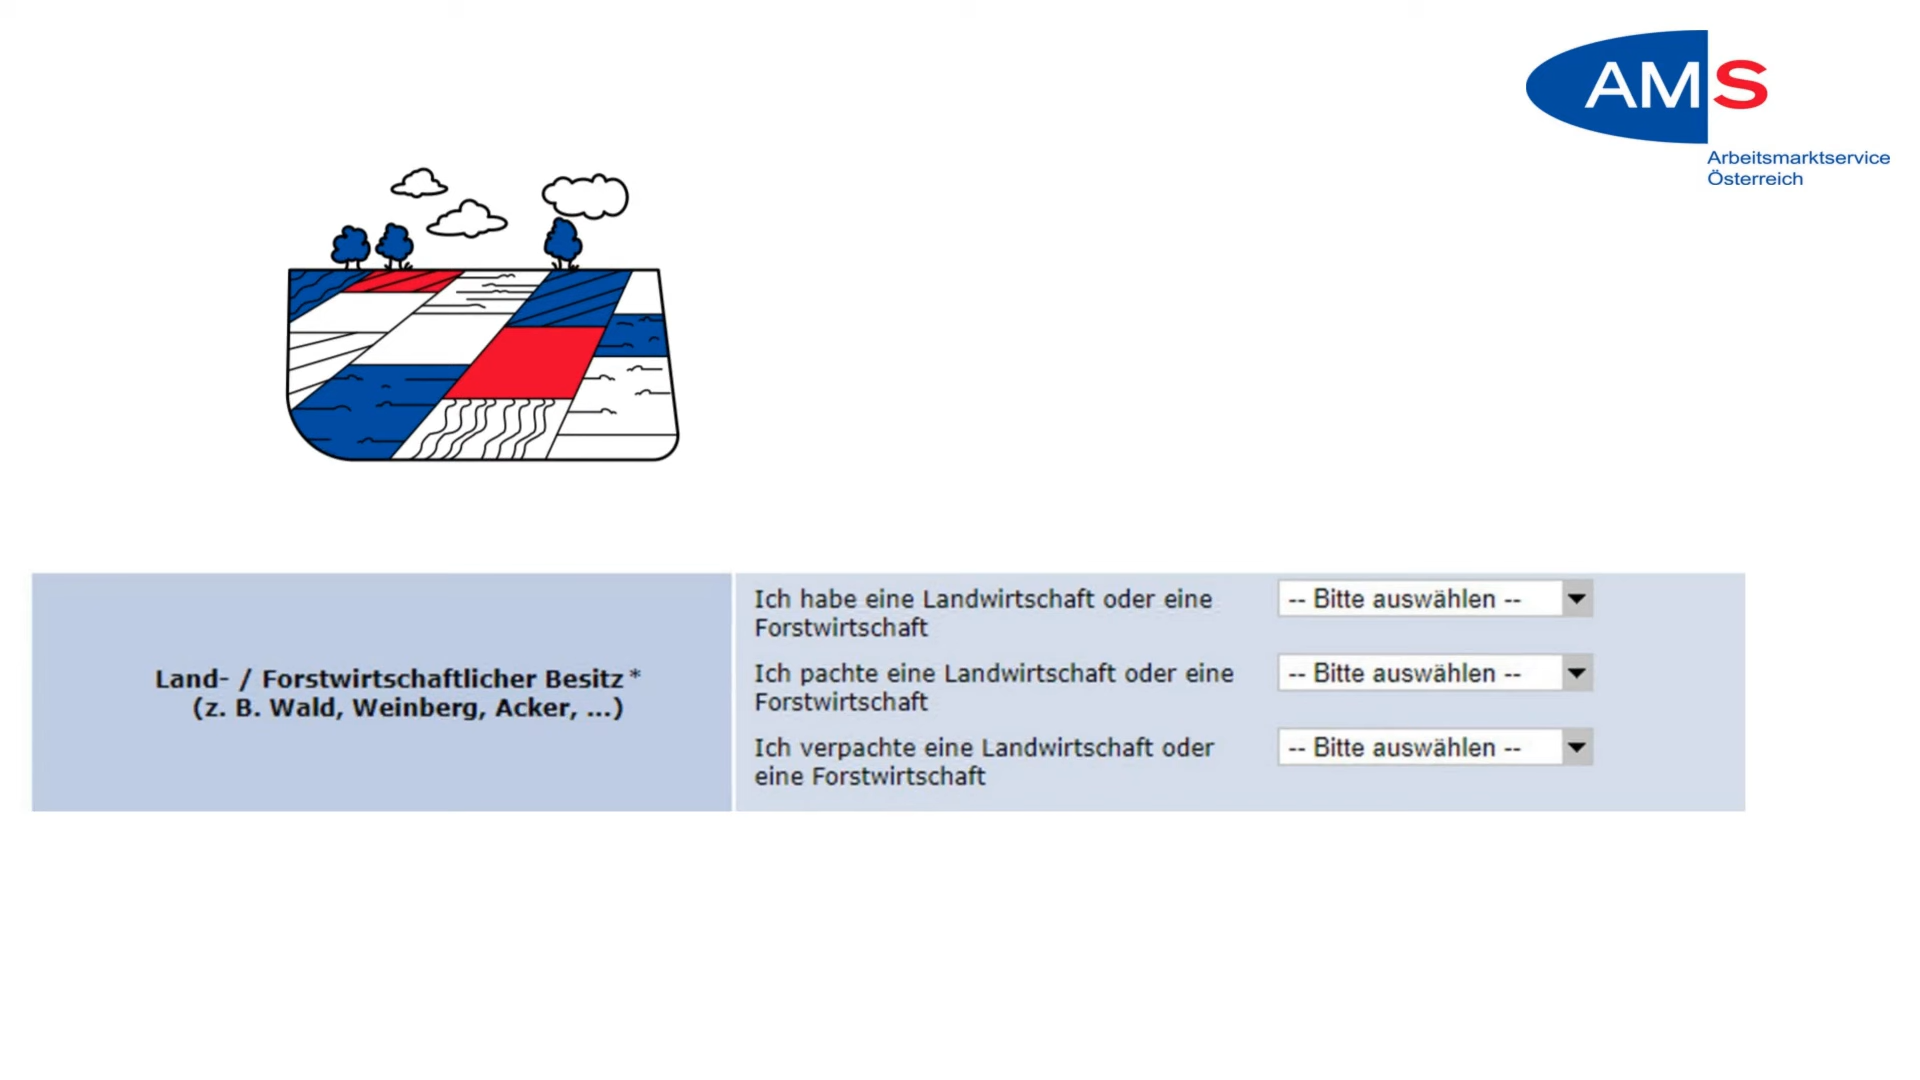 AMS
Arbeitsmarktservice
Österreich
Ich habe eine Landwirtschaft oder eine
Forstwirtschaft
-- Bitte auswählen --
Land- / Forstwirtschaftlicher Besitz *
(z. B. Wald, Weinberg, Acker, ...)
Ich pachte eine Landwirtschaft oder eine
Forstwirtschaft
-- Bitte auswählen --
Ich verpachte eine Landwirtschaft oder
eine Forstwirtschaft
-- Bitte auswählen --